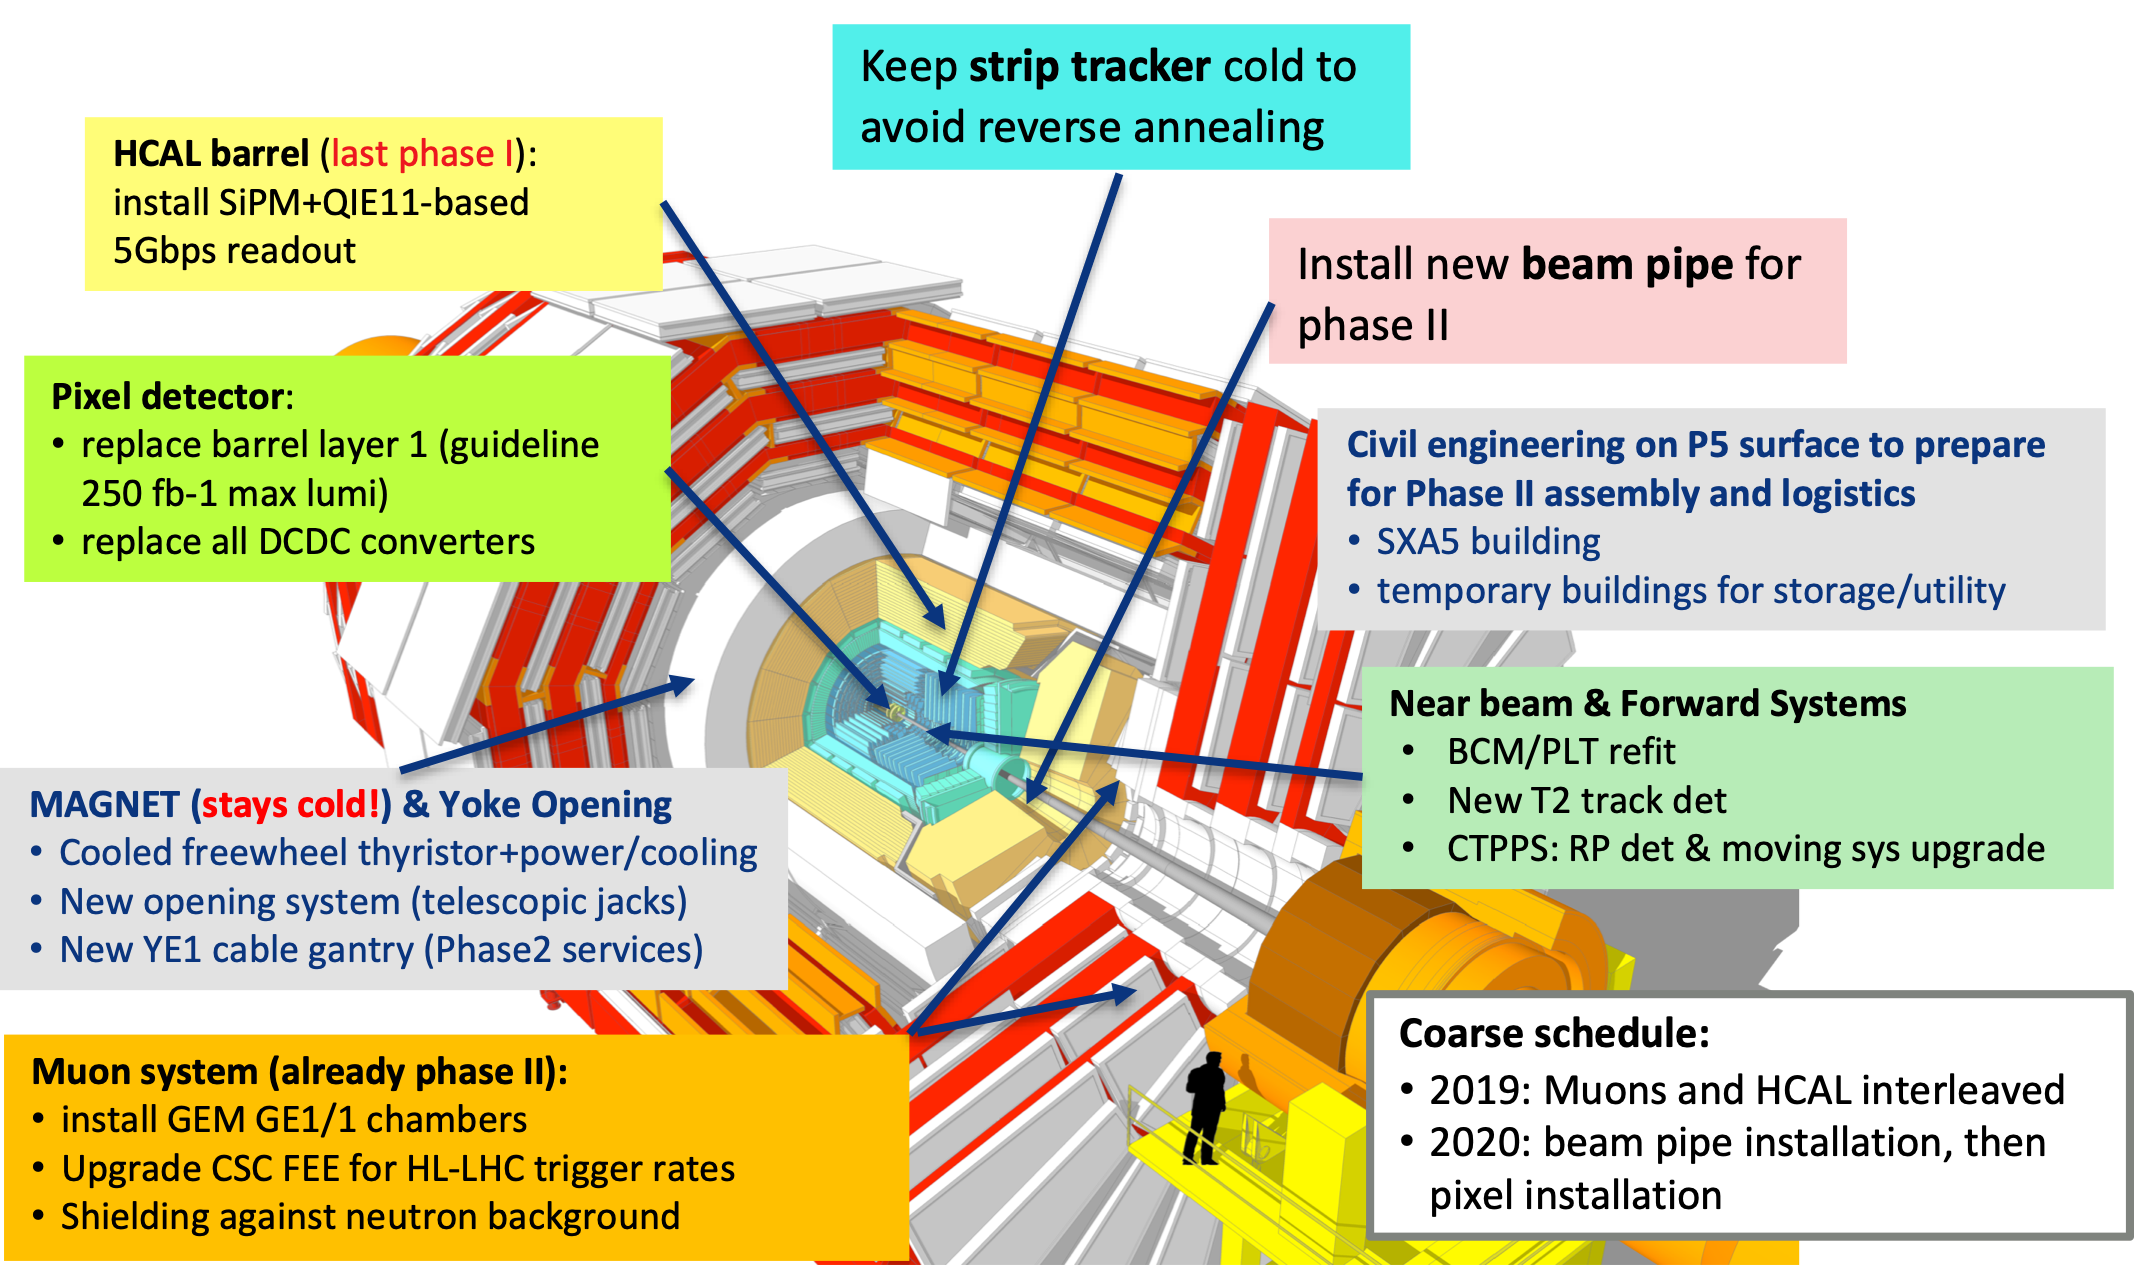 Keep strip tracker cold to
avoid reverse annealing
HCAL barrel (last phase I):
install SiPM+QIE11-based
5Gbps readout
Install new beam pipe for
phase II
Pixel detector:
• replace barrel layer 1 (guideline
250 fb-1 max lumi)
• replace all DCDC converters
Civil engineering on P5 surface to prepare
for Phase II assembly and logistics
• SXA5 building
• temporary buildings for storage/utility
Near beam & Forward Systems
• BCM/PLT refit
• New T2 track det
• CTPPS: RP det & moving sys upgrade
MAGNET (stays cold!) & Yoke Opening
• Cooled freewheel thyristor+power/cooling
• New opening system (telescopic jacks)
• New YE1 cable gantry (Phase2 services)
Muon system (already phase II):
• install GEM GE1/1 chambers
• Upgrade CSC FEE for HL-LHC trigger rates
• Shielding against neutron background
Coarse schedule:
• 2019: Muons and HCAL interleaved
• 2020: beam pipe installation, then
pixel installation